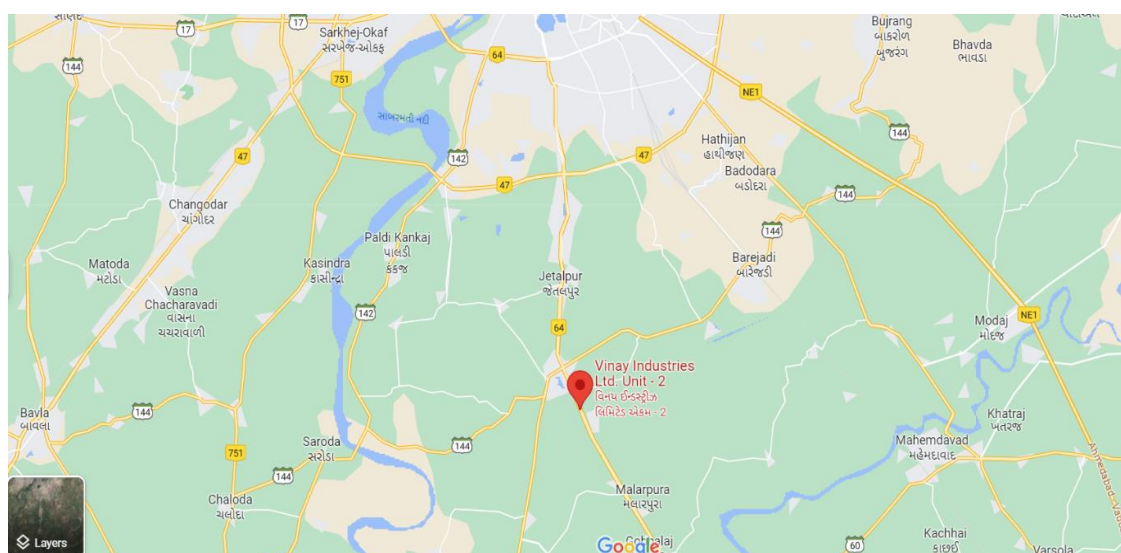 સાણંદ
17
17
Sarkhej-Okaf
સરખેજ-ઓકફ
64
Bujrang
બાકરોળ
બુજરંગ
Bhavda
ભાવડા
144
751
NE1
સાબરમતી નદી
Hathijan
હાથીજણ
144
47
142
47
47
Badodara
બડોદરા
144
Changodar
ચાંગોદર
Paldi Kankaj
પાલડી
કંકજ
144
Matoda
મટોડા
Kasindra
કાસીન્દ્રા
Barejadi
બારેજડી
Jetalpur
જેતલપુર
Vasna
Chacharavadi
વાસના
ચચરાવાળી
142
64
NE1
Modaj
મોદજ
Vinay Industries
Ltd. Unit - 2
વિનય ઈન્ડસ્ટ્રીઝ
લિમિટેડ એકમ - 2
Bavla
બાવલા
144
144
Khatraj
ખતરજ
Saroda
સરોડા
751
144
Mahemdavad
મહેમદાવાદ
Ahmedabad - Vad
Chaloda
ચલોદા
Malarpura
મલારપુરા
Layers
Google
60
Kachhai
કાછઈ
Varsola